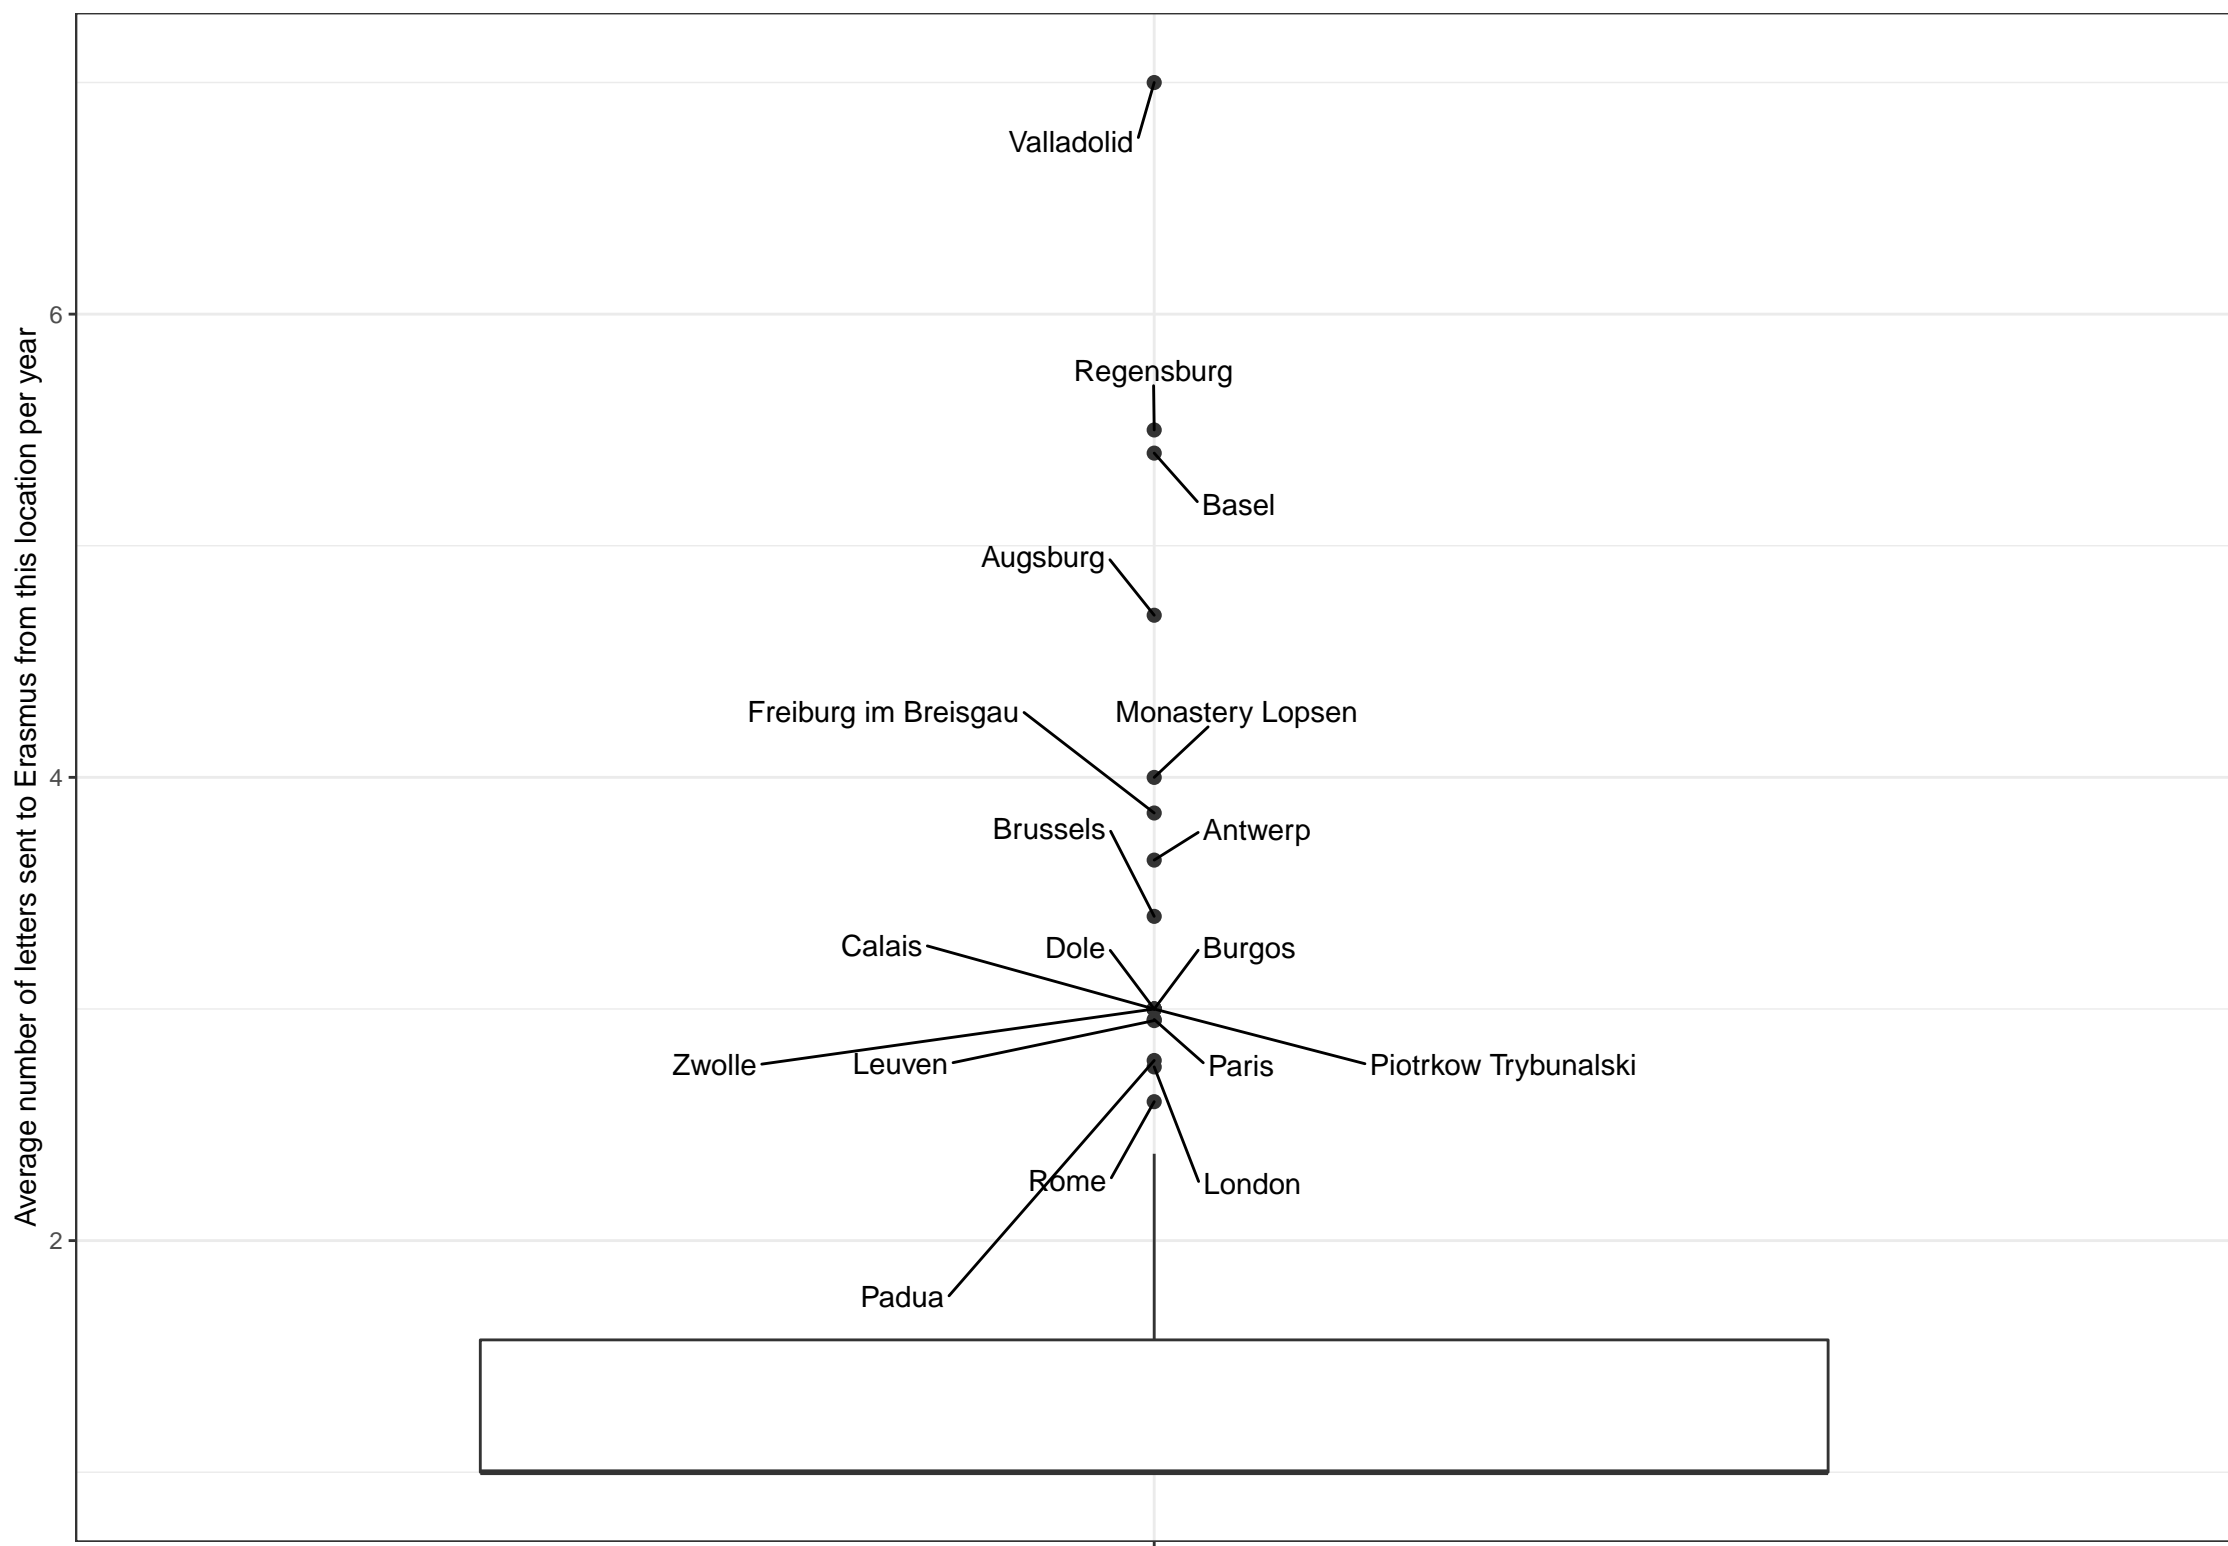 Valladolid
6
Regensburg
Basel
Augsburg
Freiburg im Breisgau
Monastery Lopsen
4
Brussels
Antwerp
Calais
Dole
Burgos
Zwolle
Leuven
Paris
Piotrkow Trybunalski
Rome
London
2
Padua
Average number of letters sent to Erasmus from this location per year